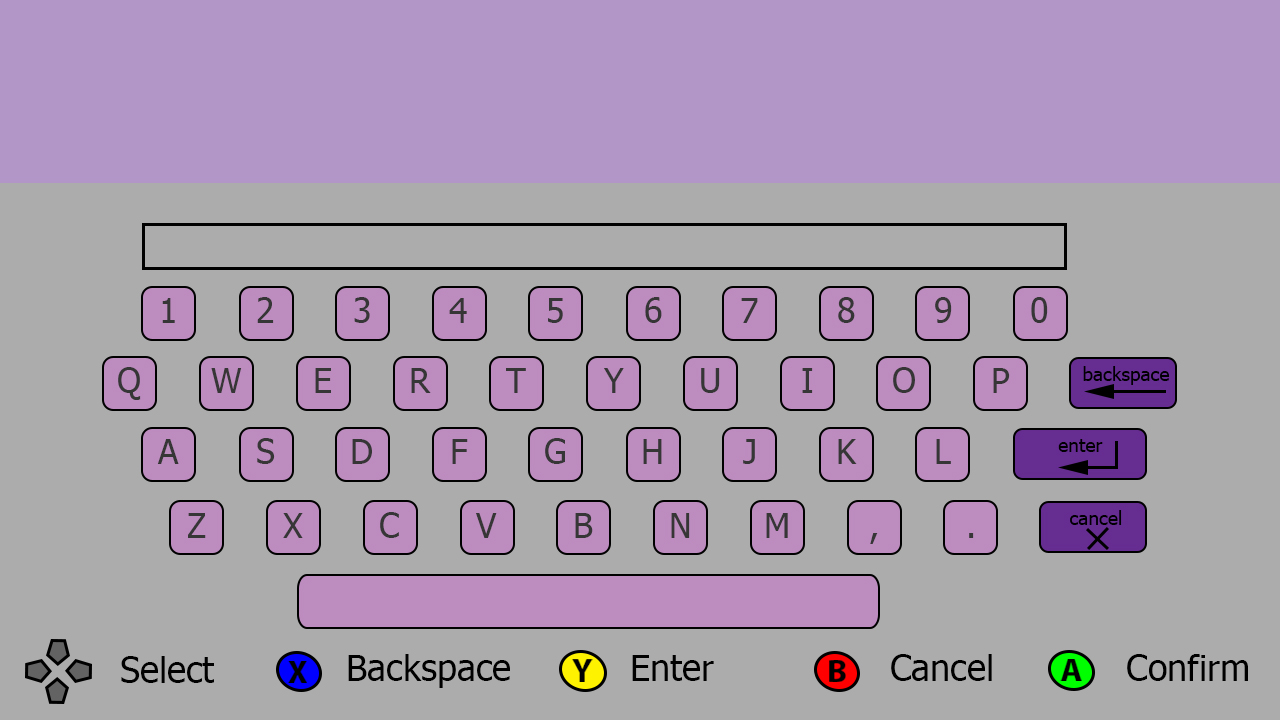 1 2 3 4 5 6 7 8 9 0
Q W E R T Y U I O P backspace
A S D F G H J K L enter
Z X C V B N M , . cancel
Select X Backspace Y Enter B Cancel A Confirm